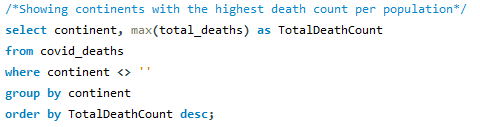 /*Showing continents with the highest death count per population*/
select continent, max(total_deaths) as TotalDeathCount
from covid_deaths
where continent <> ''
group by continent
order by TotalDeathCount desc;